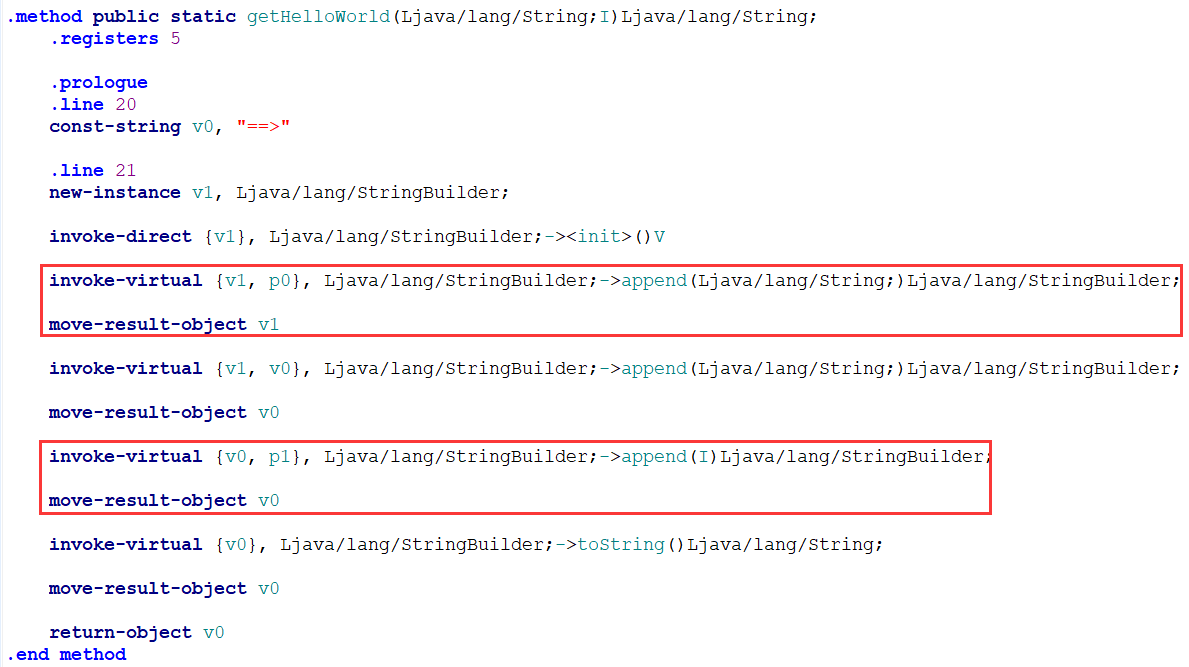 .method public static getHelloWorld(Ljava/lang/String;I)Ljava/lang/String;
.registers 5
.prologue
.line 20
const-string v0, "==>"
.line 21
new-instance v1, Ljava/lang/StringBuilder;
invoke-direct {v1}, Ljava/lang/StringBuilder;-><init>()V
invoke-virtual {v1, p0}, Ljava/lang/StringBuilder;->append(Ljava/lang/String;)Ljava/lang/StringBuilder;
move-result-object v1
invoke-virtual {v1, v0}, Ljava/lang/StringBuilder;->append(Ljava/lang/String;)Ljava/lang/StringBuilder;
move-result-object v0
invoke-virtual {v0, p1}, Ljava/lang/StringBuilder;->append(I)Ljava/lang/StringBuilder;
move-result-object v0
invoke-virtual {v0}, Ljava/lang/StringBuilder;->toString()Ljava/lang/String;
move-result-object v0
return-object v0
.end method